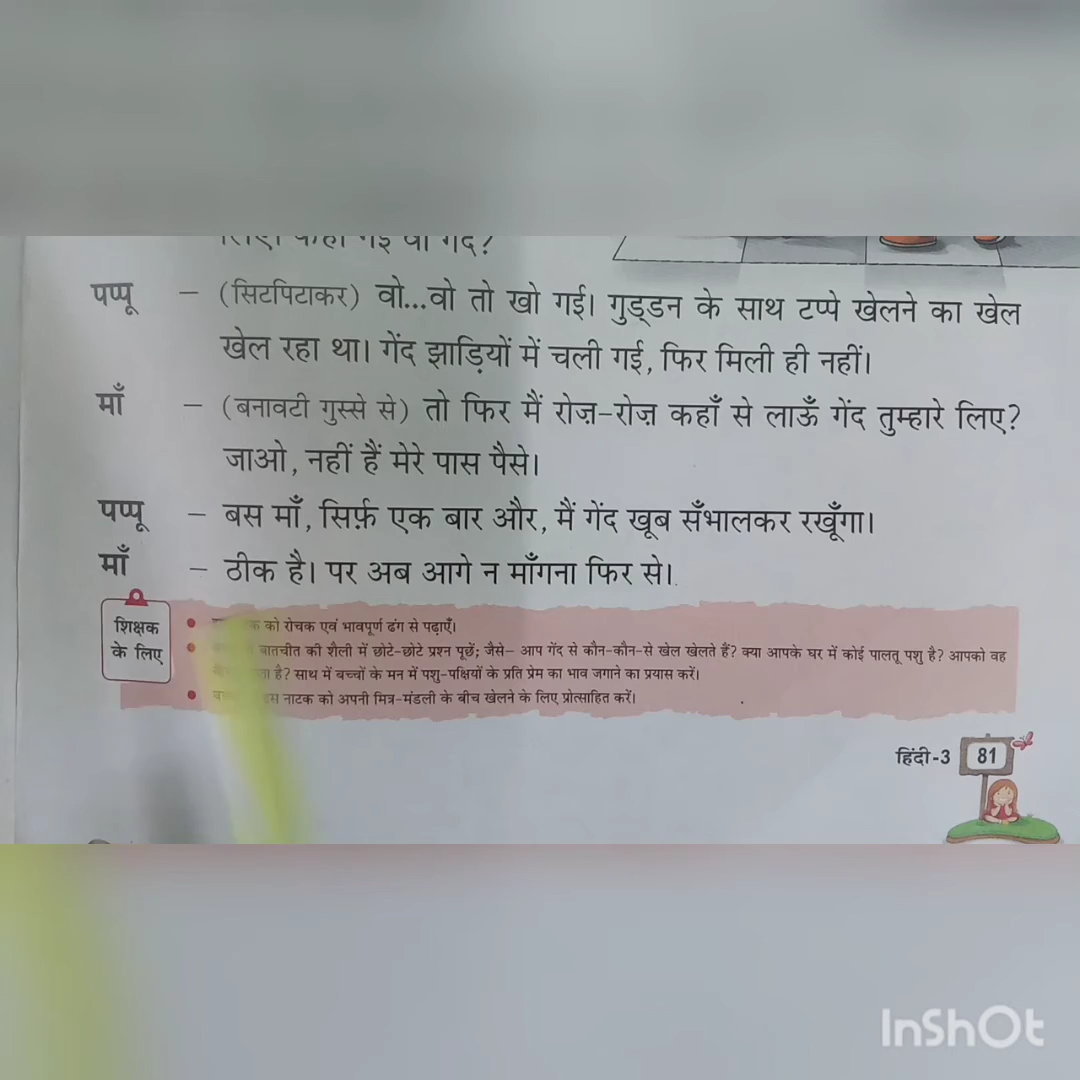 गेंद?
पप्पू – (सिटपिटाकर) वो...वो तो खो गई। गुड्डन के साथ टप्पे खेलने का खेल
खेल रहा था। गेंद झाड़ियों में चली गई, फिर मिली ही नहीं।
माँ – (बनावटी गुस्से से) तो फिर मैं रोज़-रोज़ कहाँ से लाऊँ गेंद तुम्हारे लिए?
जाओ, नहीं हैं मेरे पास पैसे।
पप्पू – बस माँ, सिर्फ़ एक बार और, मैं गेंद खूब सँभालकर रखूँगा।
माँ – ठीक है। पर अब आगे न माँगना फिर से।
शिक्षक
के लिए
• को रोचक एवं भावपूर्ण ढंग से पढ़ाएँ।
• बातचीत की शैली में छोटे-छोटे प्रश्न पूछें; जैसे– आप गेंद से कौन-कौन-से खेल खेलते हैं? क्या आपके घर में कोई पालतू पशु है? आपको वह
है? साथ में बच्चों के मन में पशु-पक्षियों के प्रति प्रेम का भाव जगाने का प्रयास करें।
• नाटक को अपनी मित्र-मंडली के बीच खेलने के लिए प्रोत्साहित करें।
हिंदी-3 81
InShOt